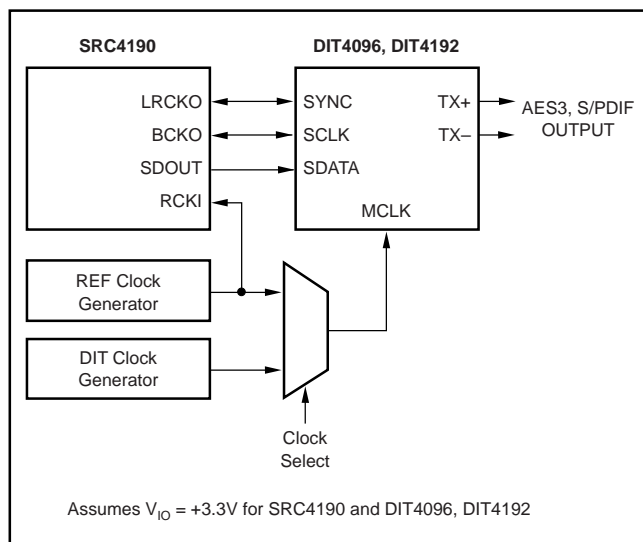 SRC4190
DIT4096, DIT4192
LRCKO
BCKO
SDOUT
RCKI
SYNC
SCLK
SDATA
MCLK
TX+
TX–
AES3, S/PDIF
OUTPUT
REF Clock
Generator
DIT Clock
Generator
Clock
Select
Assumes VIO = +3.3V for SRC4190 and DIT4096, DIT4192